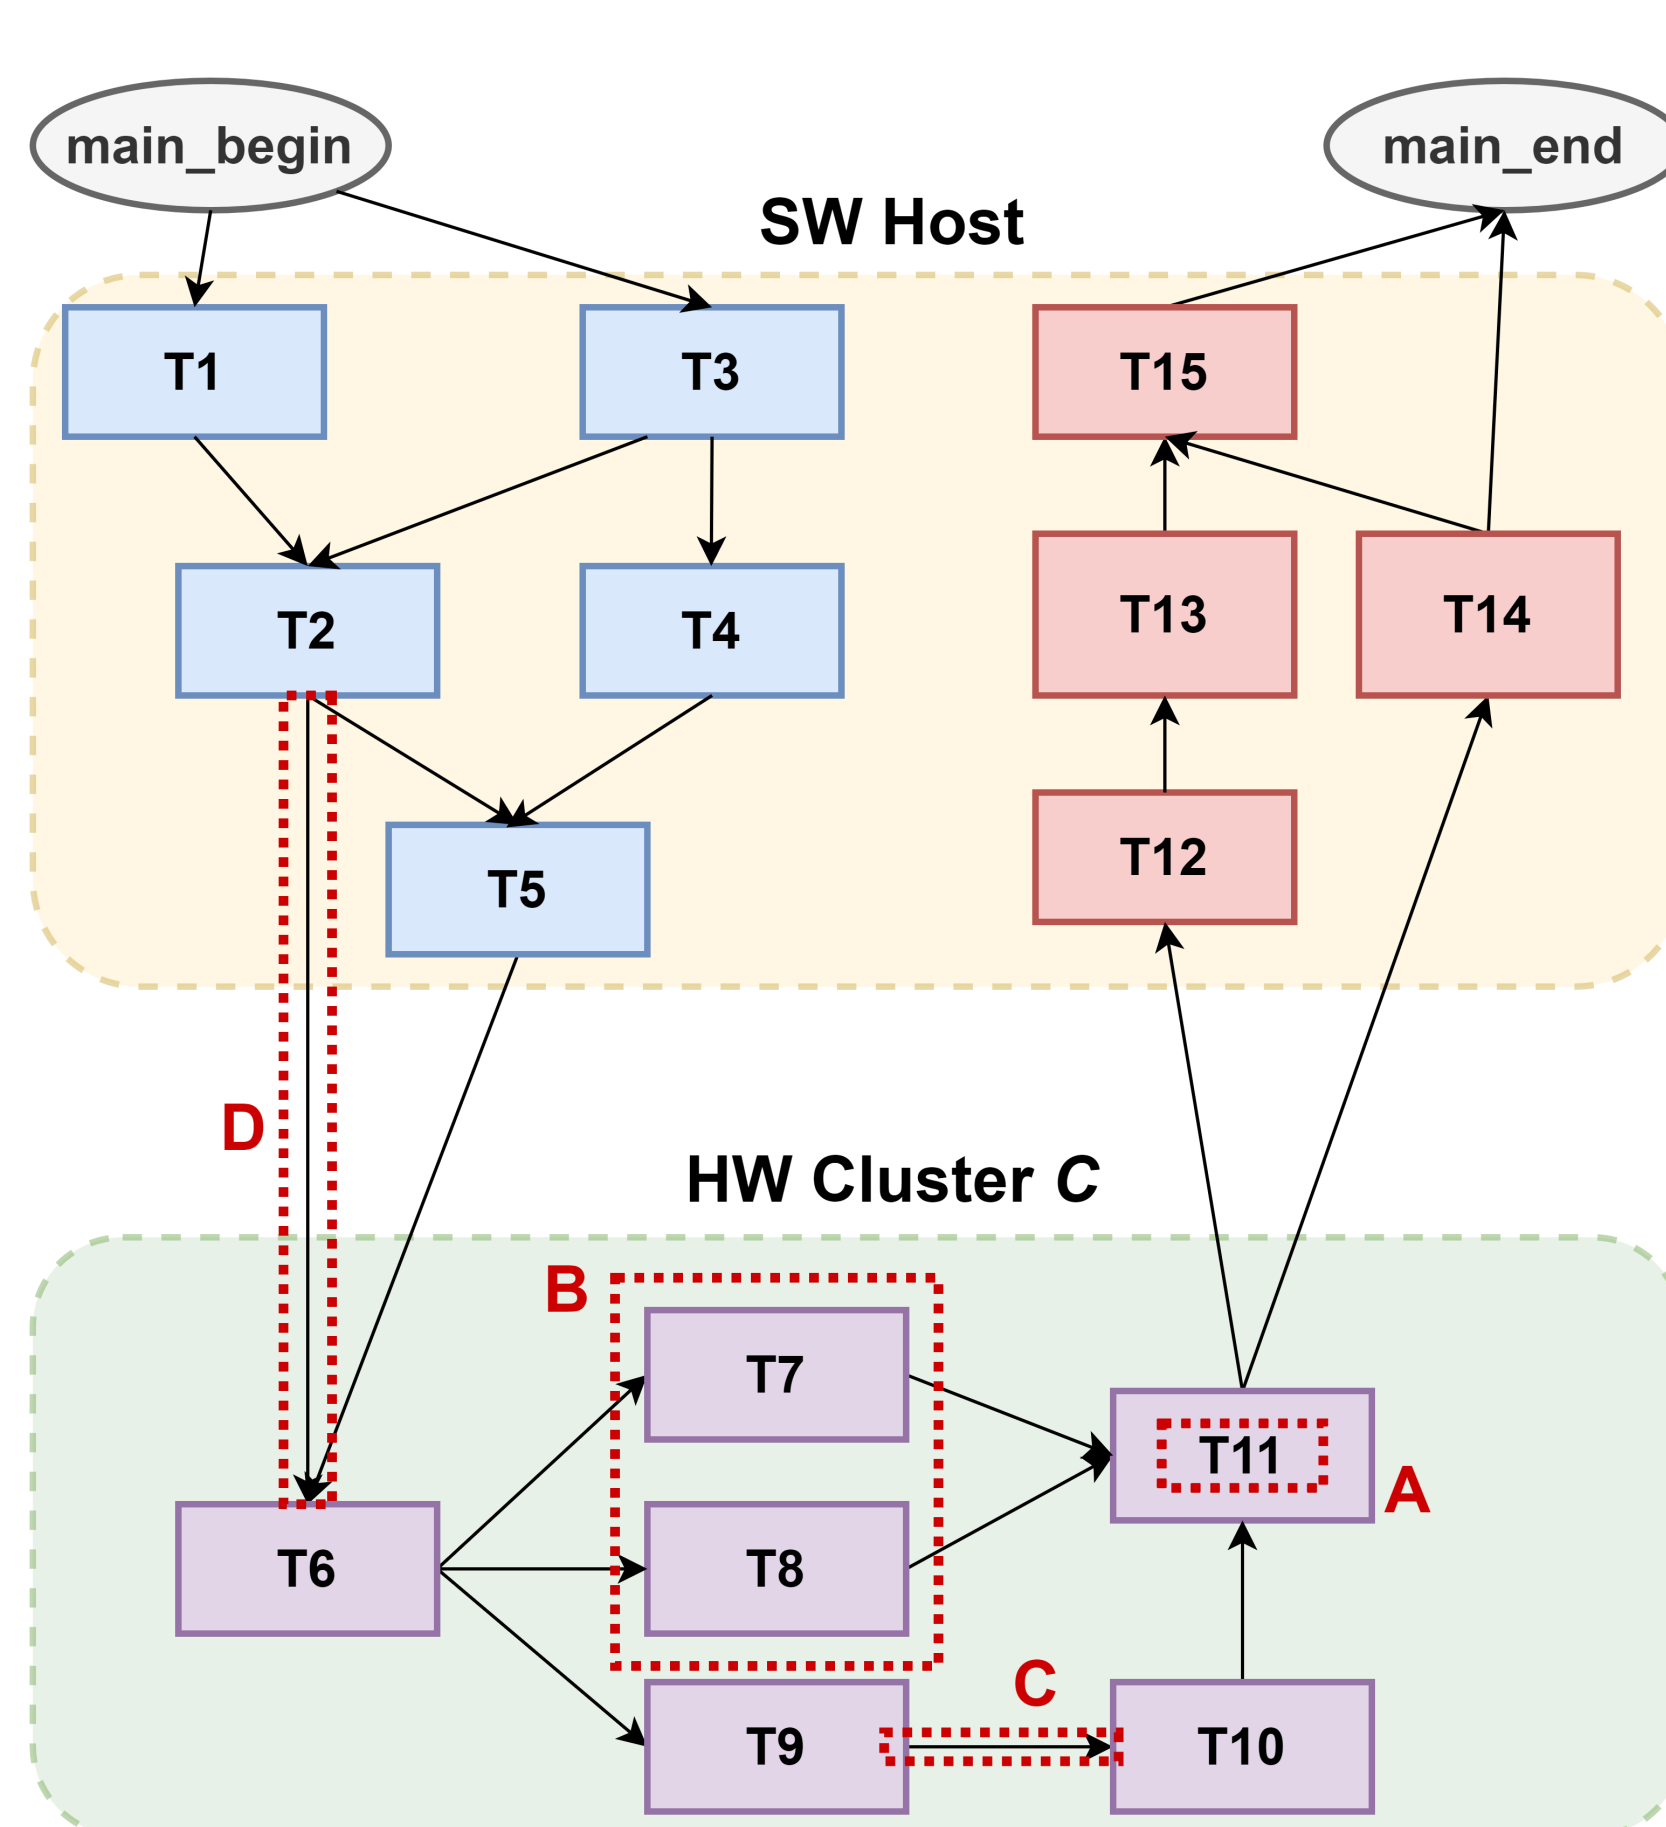 main_begin
main_end
SW Host
T1
T3
T15
T2
T4
T13
T14
T5
T12
D
HW Cluster C
B
T7
T11
A
T6
T8
C
T9
T10